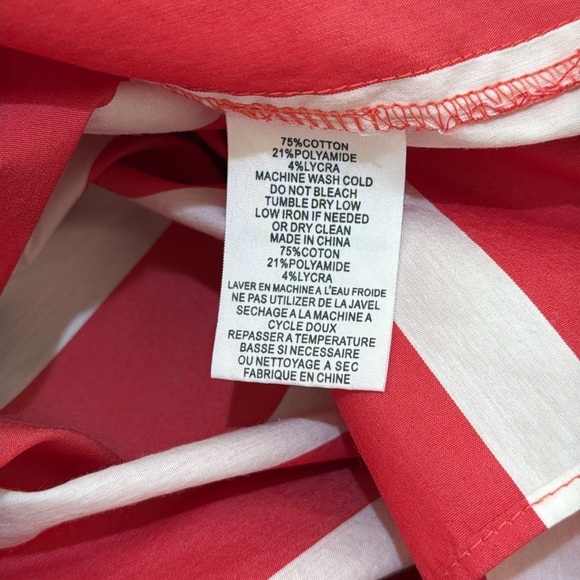 75%COTTON
21%POLYAMIDE
4%LYCRA
MACHINE WASH COLD
DO NOT BLEACH
TUMBLE DRY LOW
LOW IRON IF NEEDED
OR DRY CLEAN
MADE IN CHINA
75%COTON
21%POLYAMIDE
4%LYCRA
LAVER EN MACHINE A L'EAU FROIDE
NE PAS UTILIZER DE LA JAVEL
SECHAGE A LA MACHINE A
CYCLE DOUX
REPASSER A TEMPERATURE
BASSE SI NECESSAIRE
OU NETTOYAGE A SEC
FABRIQUE EN CHINE